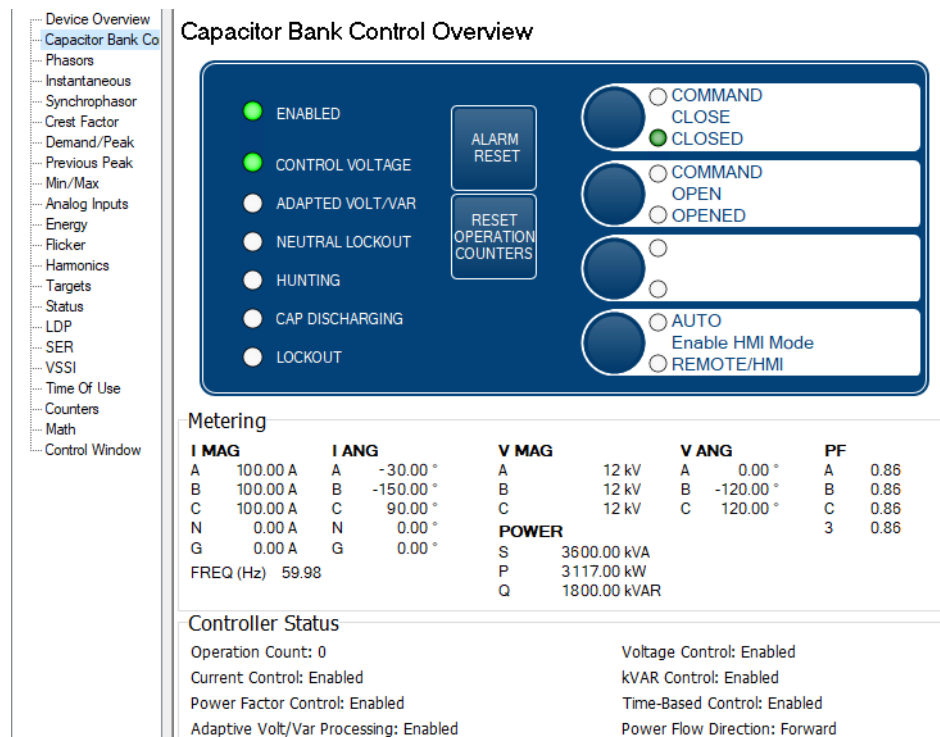 Device Overview
Capacitor Bank Co
Phasors
Instantaneous
Synchrophasor
Crest Factor
Demand/Peak
Previous Peak
Min/Max
Analog Inputs
Energy
Flicker
Harmonics
Targets
Status
LDP
SER
VSSI
Time Of Use
Counters
Math
Control Window
Capacitor Bank Control Overview
ENABLED
CONTROL VOLTAGE
ADAPTED VOLT/VAR
NEUTRAL LOCKOUT
HUNTING
CAP DISCHARGING
LOCKOUT
ALARM
RESET
RESET
OPERATION
COUNTERS
COMMAND
CLOSE
CLOSED
COMMAND
OPEN
OPENED
AUTO
Enable HMI Mode
REMOTE/HMI
Metering
I MAG I ANG V MAG V ANG PF
A 100.00 A A -30.00 ° A 12 kV A 0.00 ° A 0.86
B 100.00 A B -150.00 ° B 12 kV B -120.00 ° B 0.86
C 100.00 A C 90.00 ° C 12 kV C 120.00 ° C 0.86
N 0.00 A N 0.00 ° POWER 3 0.86
G 0.00 A G 0.00 ° S 3600.00 kVA
FREQ (Hz) 59.98 P 3117.00 kW
Q 1800.00 kVAR
Controller Status
Operation Count: 0 Voltage Control: Enabled
Current Control: Enabled kVAR Control: Enabled
Power Factor Control: Enabled Time-Based Control: Enabled
Adaptive Volt/Var Processing: Enabled Power Flow Direction: Forward